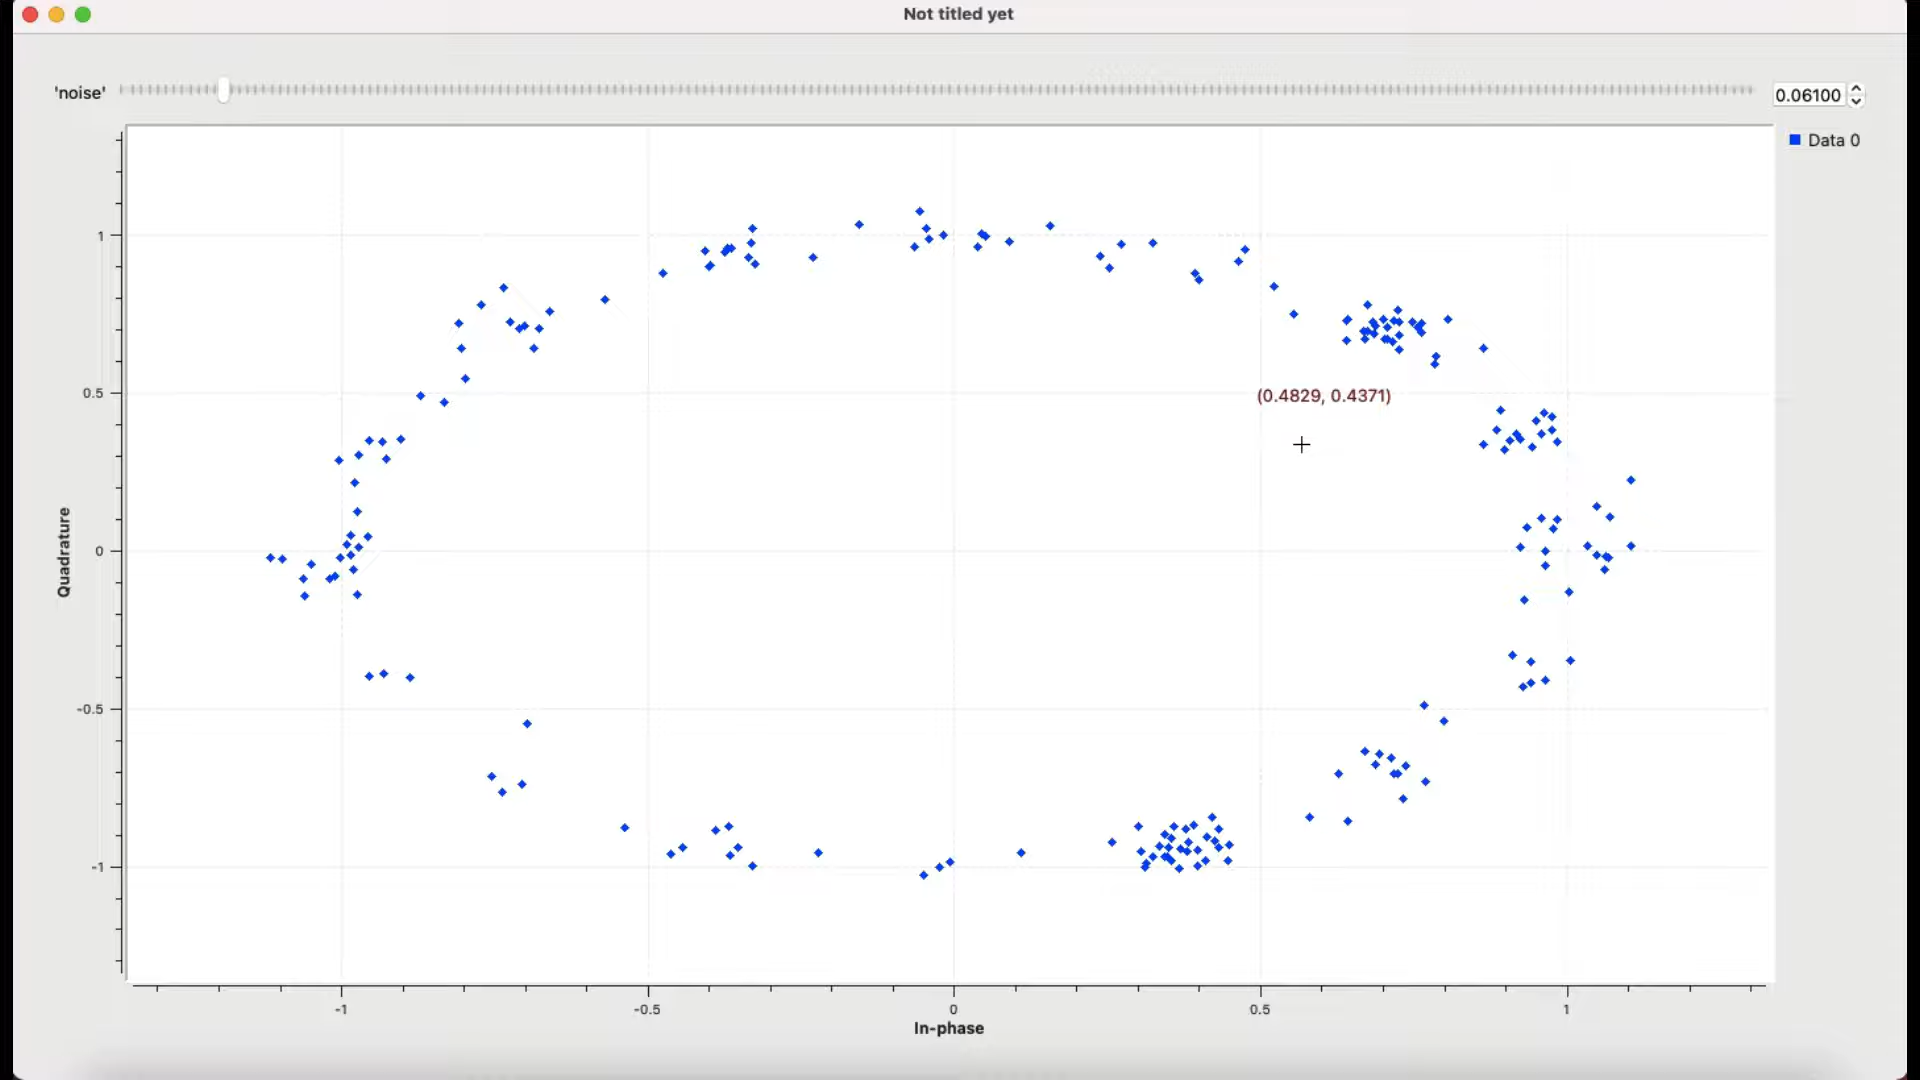 Not titled yet
'noise'
0.06100
Data 0
1
0.5
(0.4829, 0.4371)
0
-0.5
-1
Quadrature
-1
-0.5
0
0.5
1
In-phase